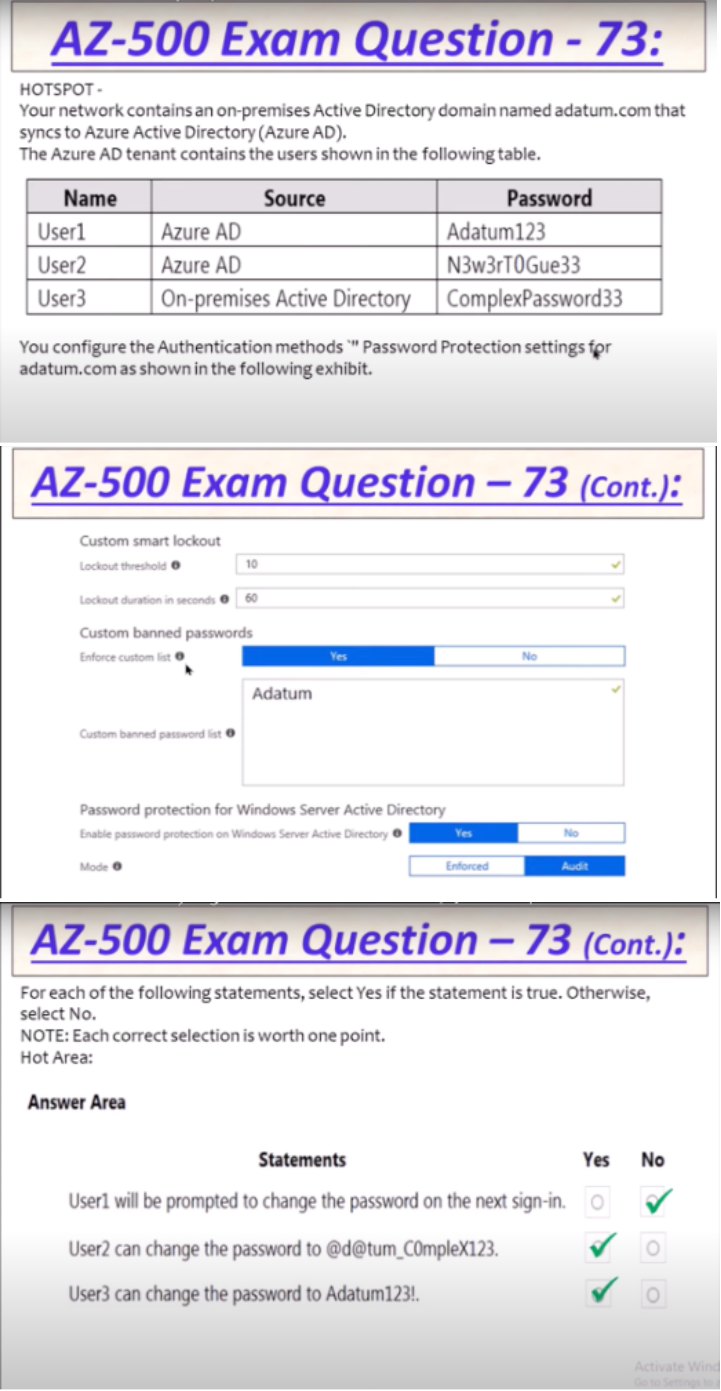 AZ-500 Exam Question - 73:
HOTSPOT -
Your network contains an on-premises Active Directory domain named adatum.com that
syncs to Azure Active Directory (Azure AD).
The Azure AD tenant contains the users shown in the following table.
Name Source Password
User1 Azure AD Adatum123
User2 Azure AD N3w3rT0Gue33
User3 On-premises Active Directory ComplexPassword33
You configure the Authentication methods `" Password Protection settings for
adatum.com as shown in the following exhibit.
AZ-500 Exam Question – 73 (Cont.):
Custom smart lockout
Lockout threshold 10
Lockout duration in seconds 60
Custom banned passwords
Enforce custom list Yes No
Adatum
Custom banned password list
Password protection for Windows Server Active Directory
Enable password protection on Windows Server Active Directory Yes No
Mode Enforced Audit
AZ-500 Exam Question – 73 (Cont.):
For each of the following statements, select Yes if the statement is true. Otherwise,
select No.
NOTE: Each correct selection is worth one point.
Hot Area:
Answer Area
Statements Yes No
User1 will be prompted to change the password on the next sign-in.
User2 can change the password to @d@tum_C0mpleX123.
User3 can change the password to Adatum123!.
Activate Wind
Go to Settings to a